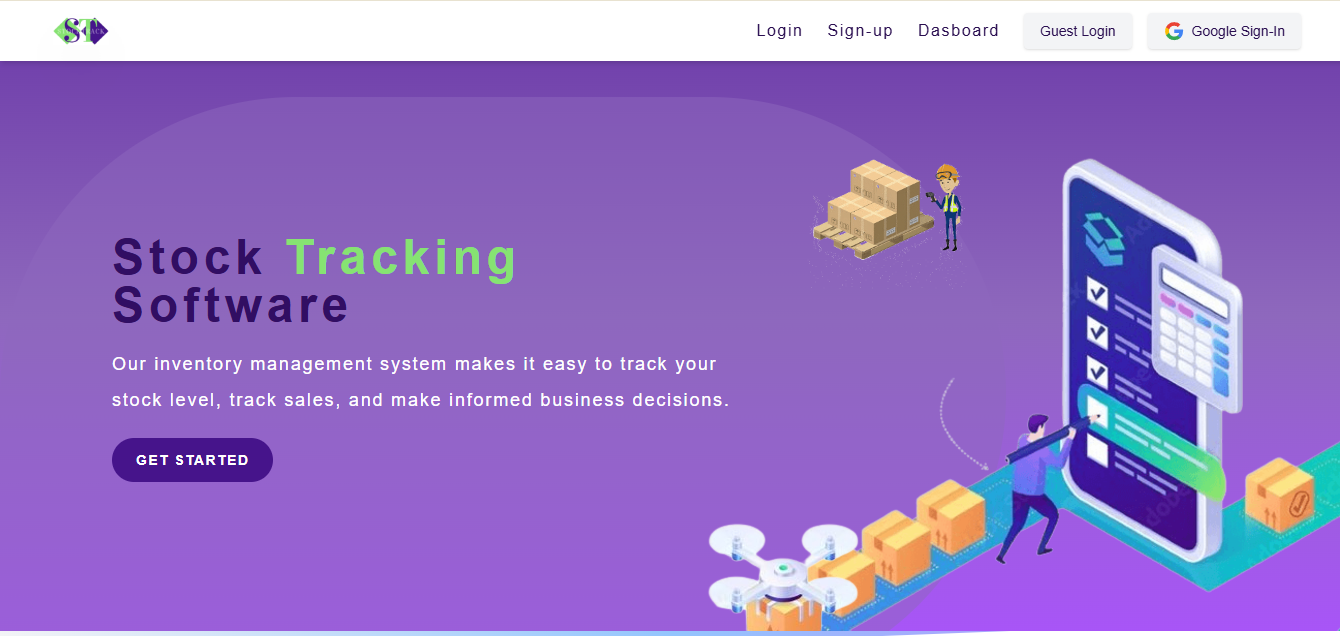 ST
Login
Sign-up
Dasboard
Guest Login
Google Sign-In
Stock Tracking
Software
Our inventory management system makes it easy to track your
stock level, track sales, and make informed business decisions.
GET STARTED